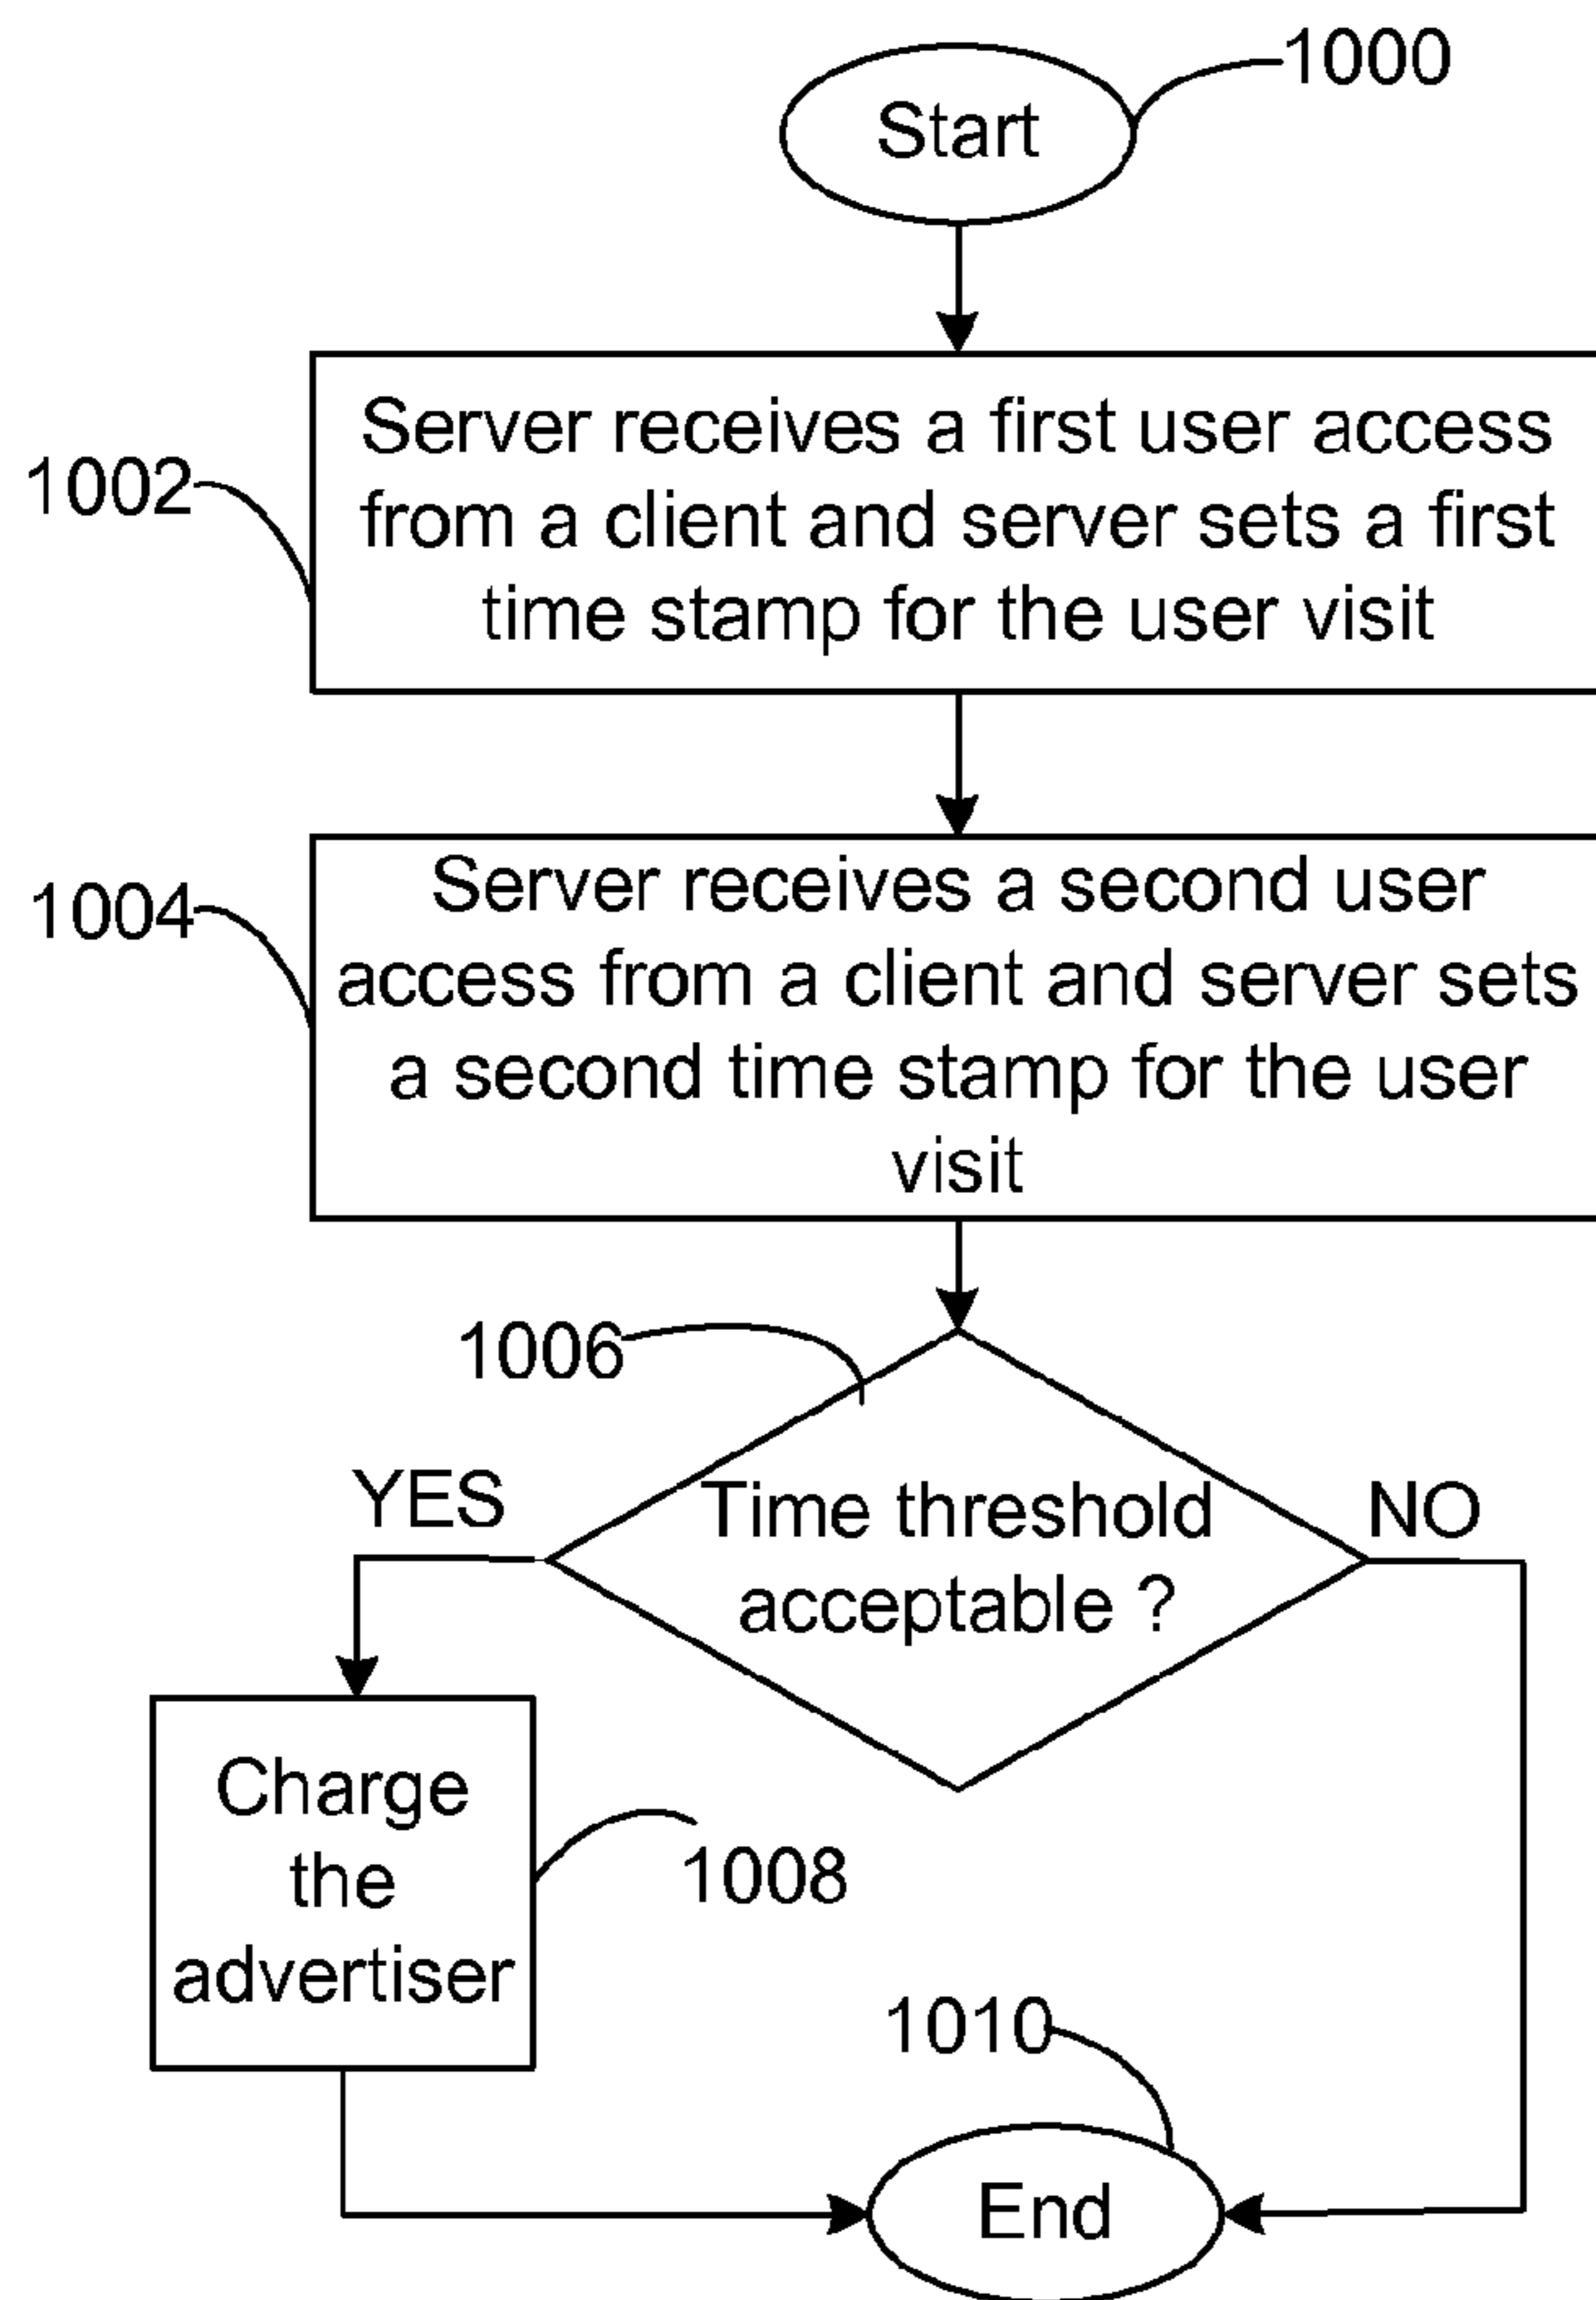 1000
Start
Server receives a first user access
from a client and server sets a first
time stamp for the user visit
1002
Server receives a second user
access from a client and server sets
a second time stamp for the user
visit
1004
1006
YES
Time threshold
acceptable ?
NO
Charge
the
advertiser
1008
1010
End